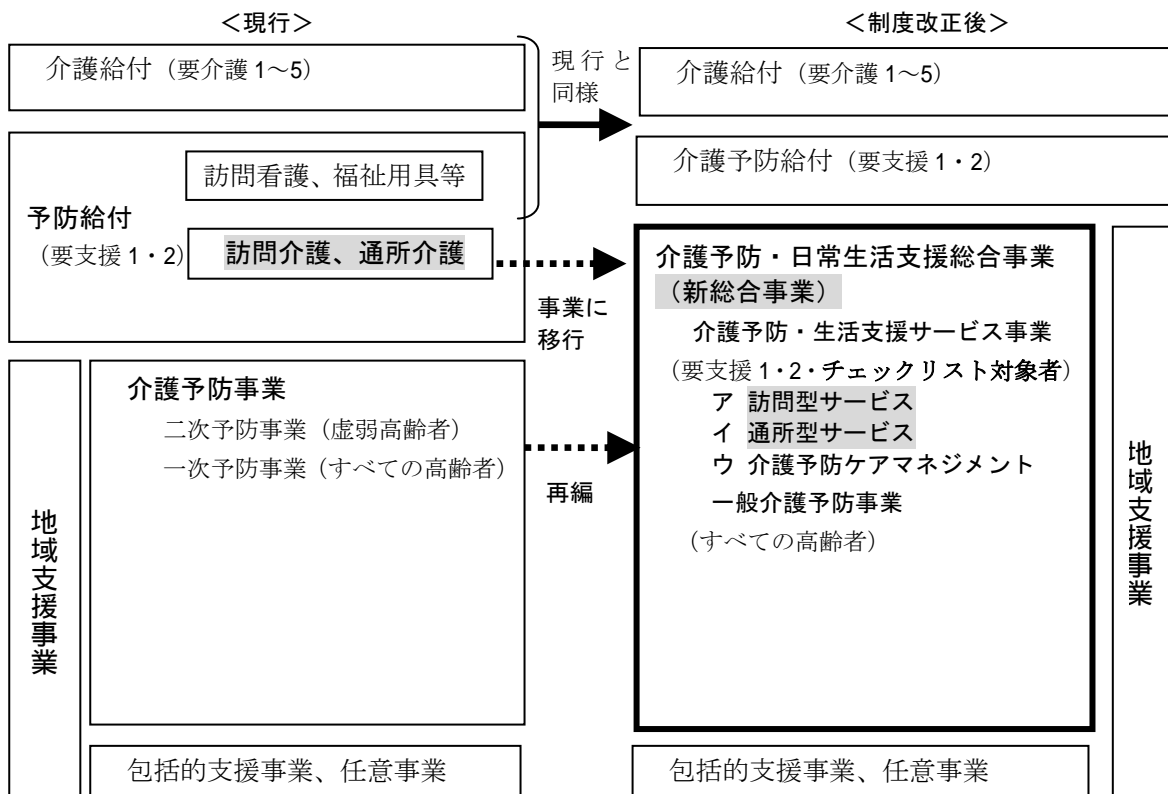 ＜現行＞
介護給付（要介護 1～5）
予防給付
（要支援 1・2）
訪問看護、福祉用具等
訪問介護、通所介護
地域支援事業
介護予防事業
二次予防事業（虚弱高齢者）
一次予防事業（すべての高齢者）
包括的支援事業、任意事業
現行と
同様
事業に
移行
再編
＜制度改正後＞
介護給付（要介護 1～5）
介護予防給付（要支援 1・2）
介護予防・日常生活支援総合事業
（新総合事業）
介護予防・生活支援サービス事業
（要支援 1・2・チェックリスト対象者）
ア 訪問型サービス
イ 通所型サービス
ウ 介護予防ケアマネジメント
一般介護予防事業
（すべての高齢者）
包括的支援事業、任意事業
地域支援事業